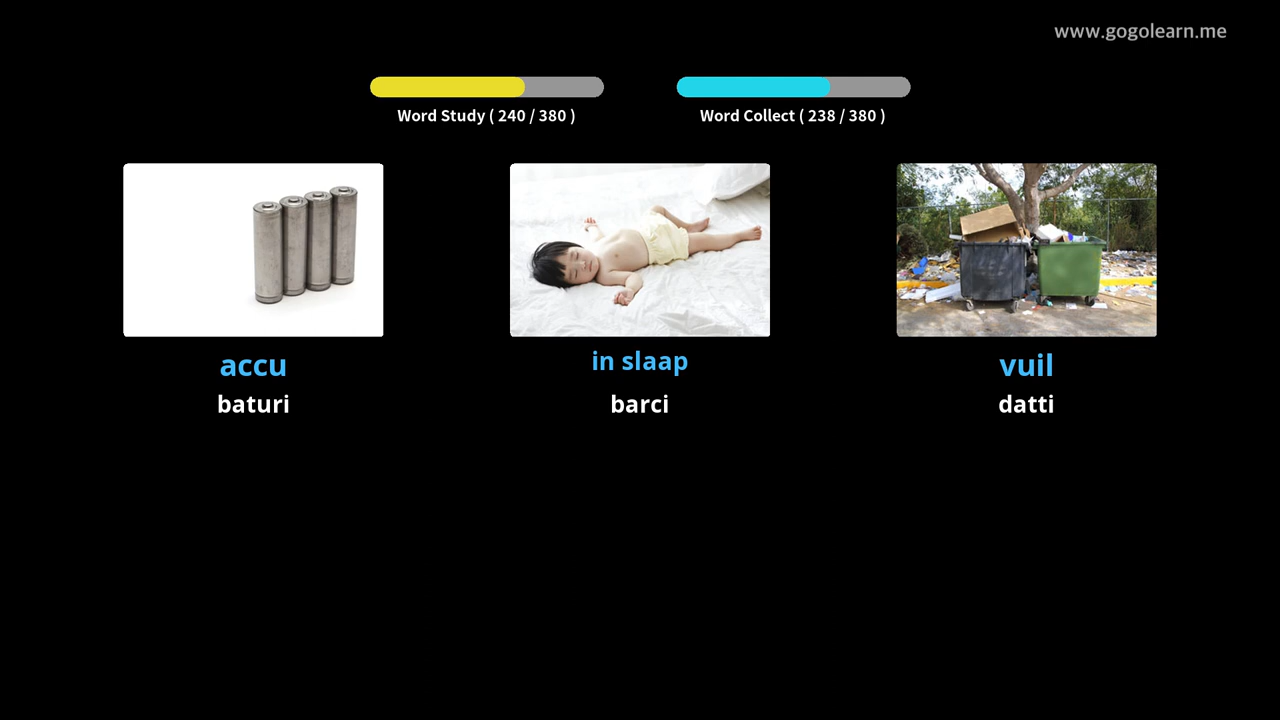 www.gogolearn.me
Word Study ( 240 / 380 )
Word Collect ( 238 / 380 )
accu
in slaap
vuil
baturi
barci
datti